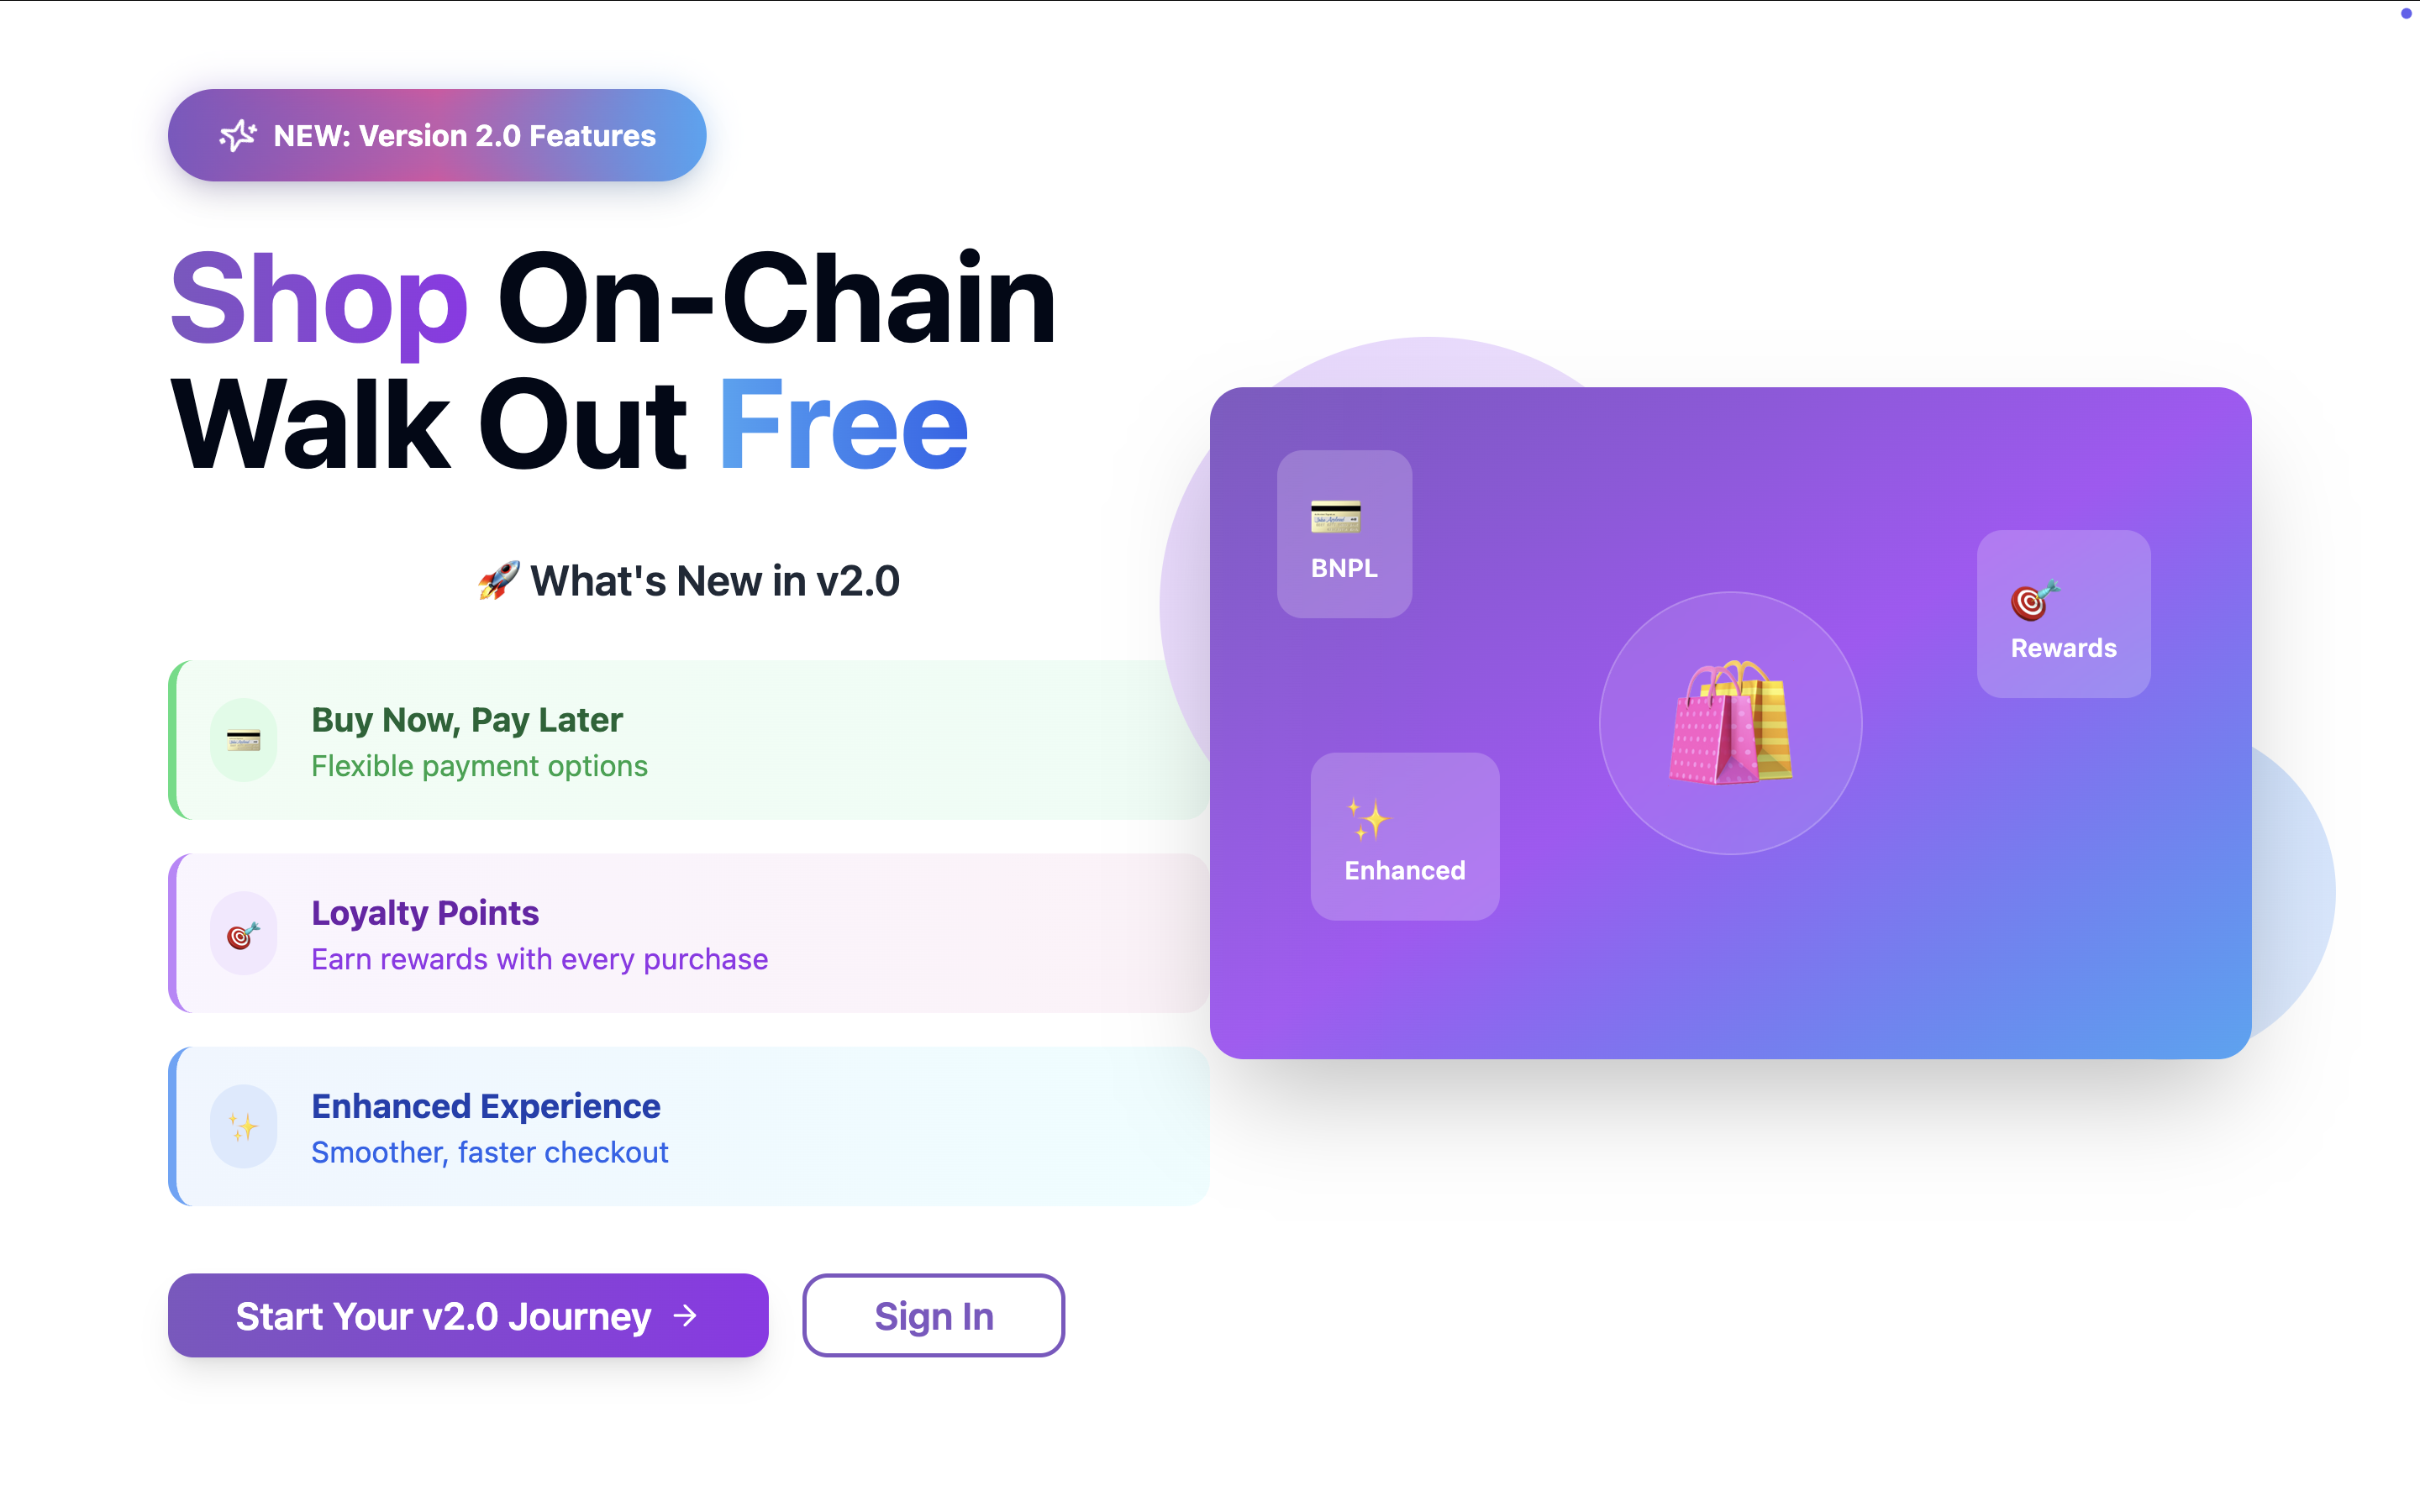 NEW: Version 2.0 Features
Shop On-Chain
Walk Out Free
🚀 What's New in v2.0
Buy Now, Pay Later
Flexible payment options
Loyalty Points
Earn rewards with every purchase
Enhanced Experience
Smoother, faster checkout
Start Your v2.0 Journey →
Sign In
BNPL
Rewards
Enhanced